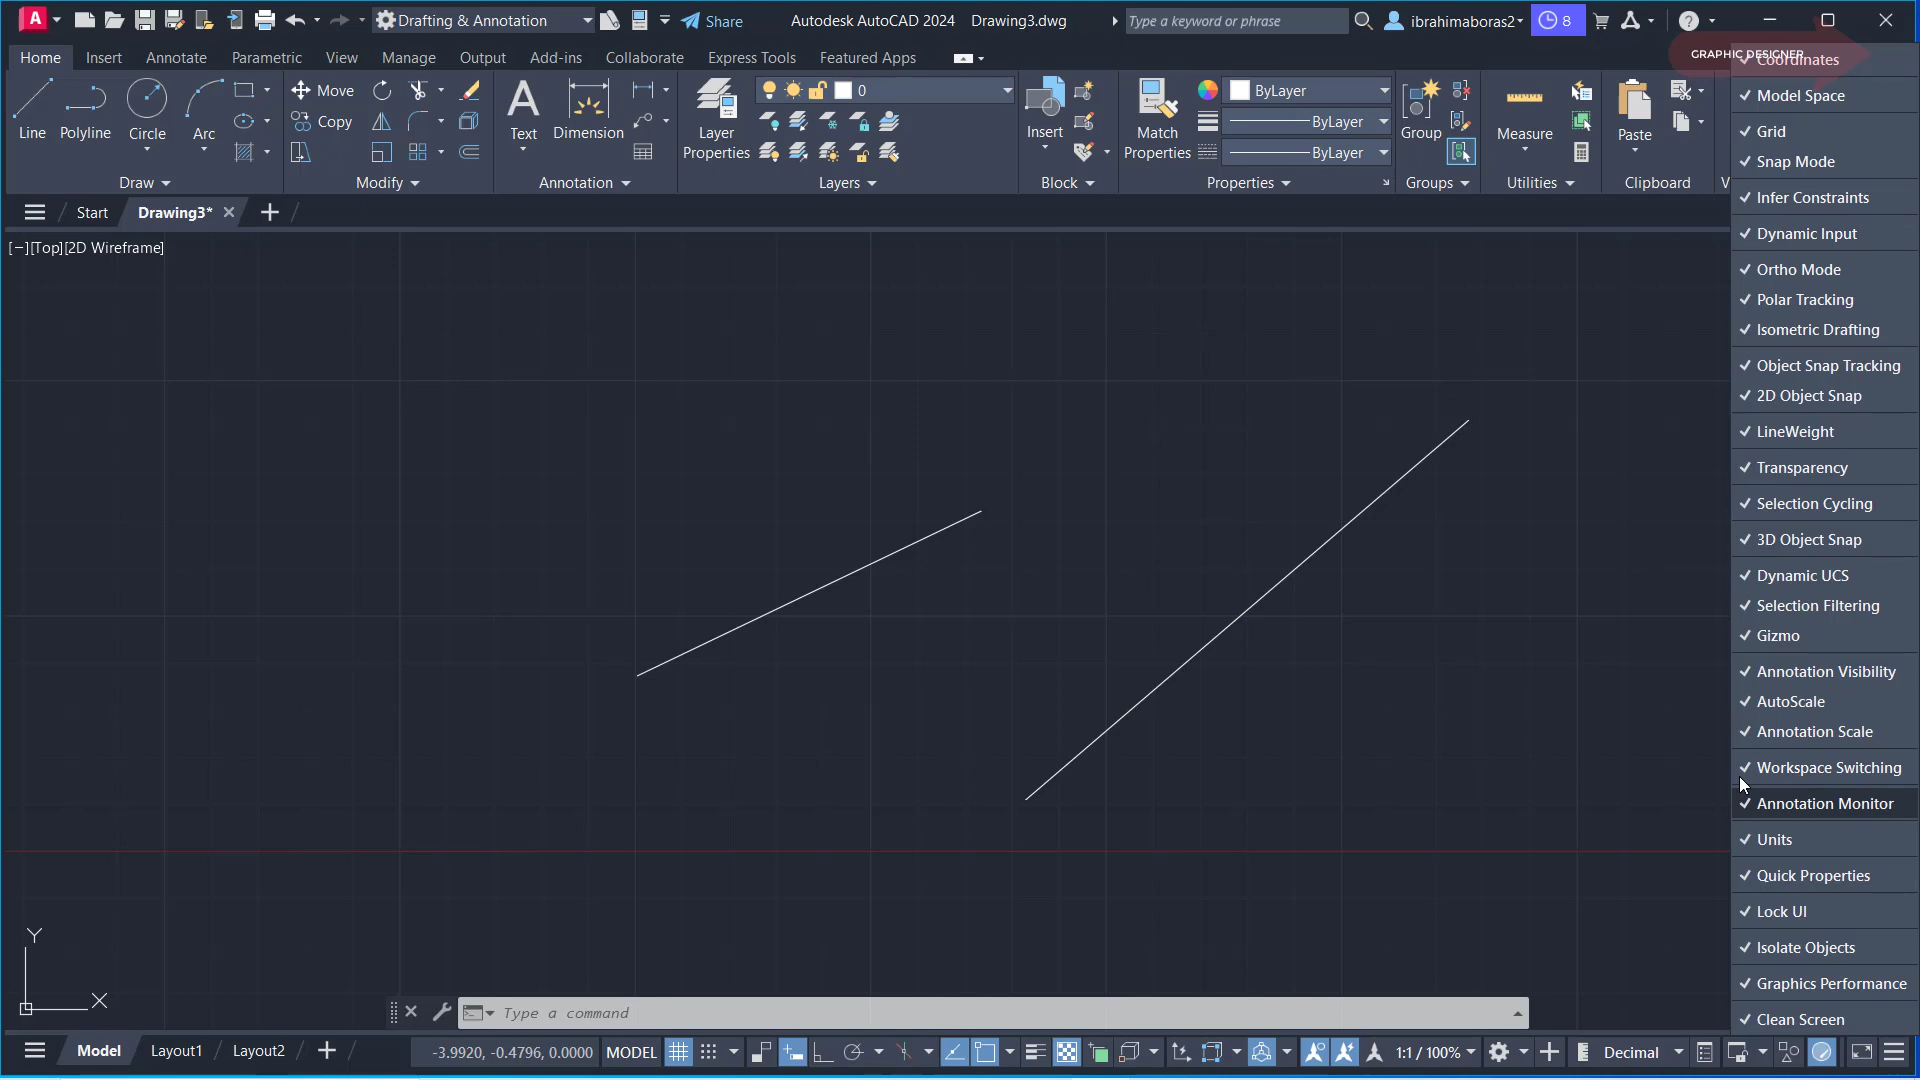 Drafting & Annotation
Share
Autodesk AutoCAD 2024 Drawing3.dwg
Type a keyword or phrase
ibrahimaboras2
8
GRAPHIC DESIGNER
Home Insert Annotate Parametric View Manage Output Add-ins Collaborate Express Tools Featured Apps
Line
Polyline
Circle
Arc
Draw
Move
Copy
Modify
A
Text
Dimension
Annotation
Layer
Properties
0
Layers
Insert
Block
Match
Properties
ByLayer
ByLayer
ByLayer
Properties
Group
Groups
Measure
Utilities
Paste
Clipboard
V
Start
Drawing3*
[−][Top][2D Wireframe]
Coordinates
Model Space
Grid
Snap Mode
Infer Constraints
Dynamic Input
Ortho Mode
Polar Tracking
Isometric Drafting
Object Snap Tracking
2D Object Snap
LineWeight
Transparency
Selection Cycling
3D Object Snap
Dynamic UCS
Selection Filtering
Gizmo
Annotation Visibility
AutoScale
Annotation Scale
Workspace Switching
Annotation Monitor
Units
Quick Properties
Lock UI
Isolate Objects
Graphics Performance
Clean Screen
Y
X
Type a command
Model
Layout1
Layout2
-3.9920, -0.4796, 0.0000
MODEL
1:1 / 100%
Decimal